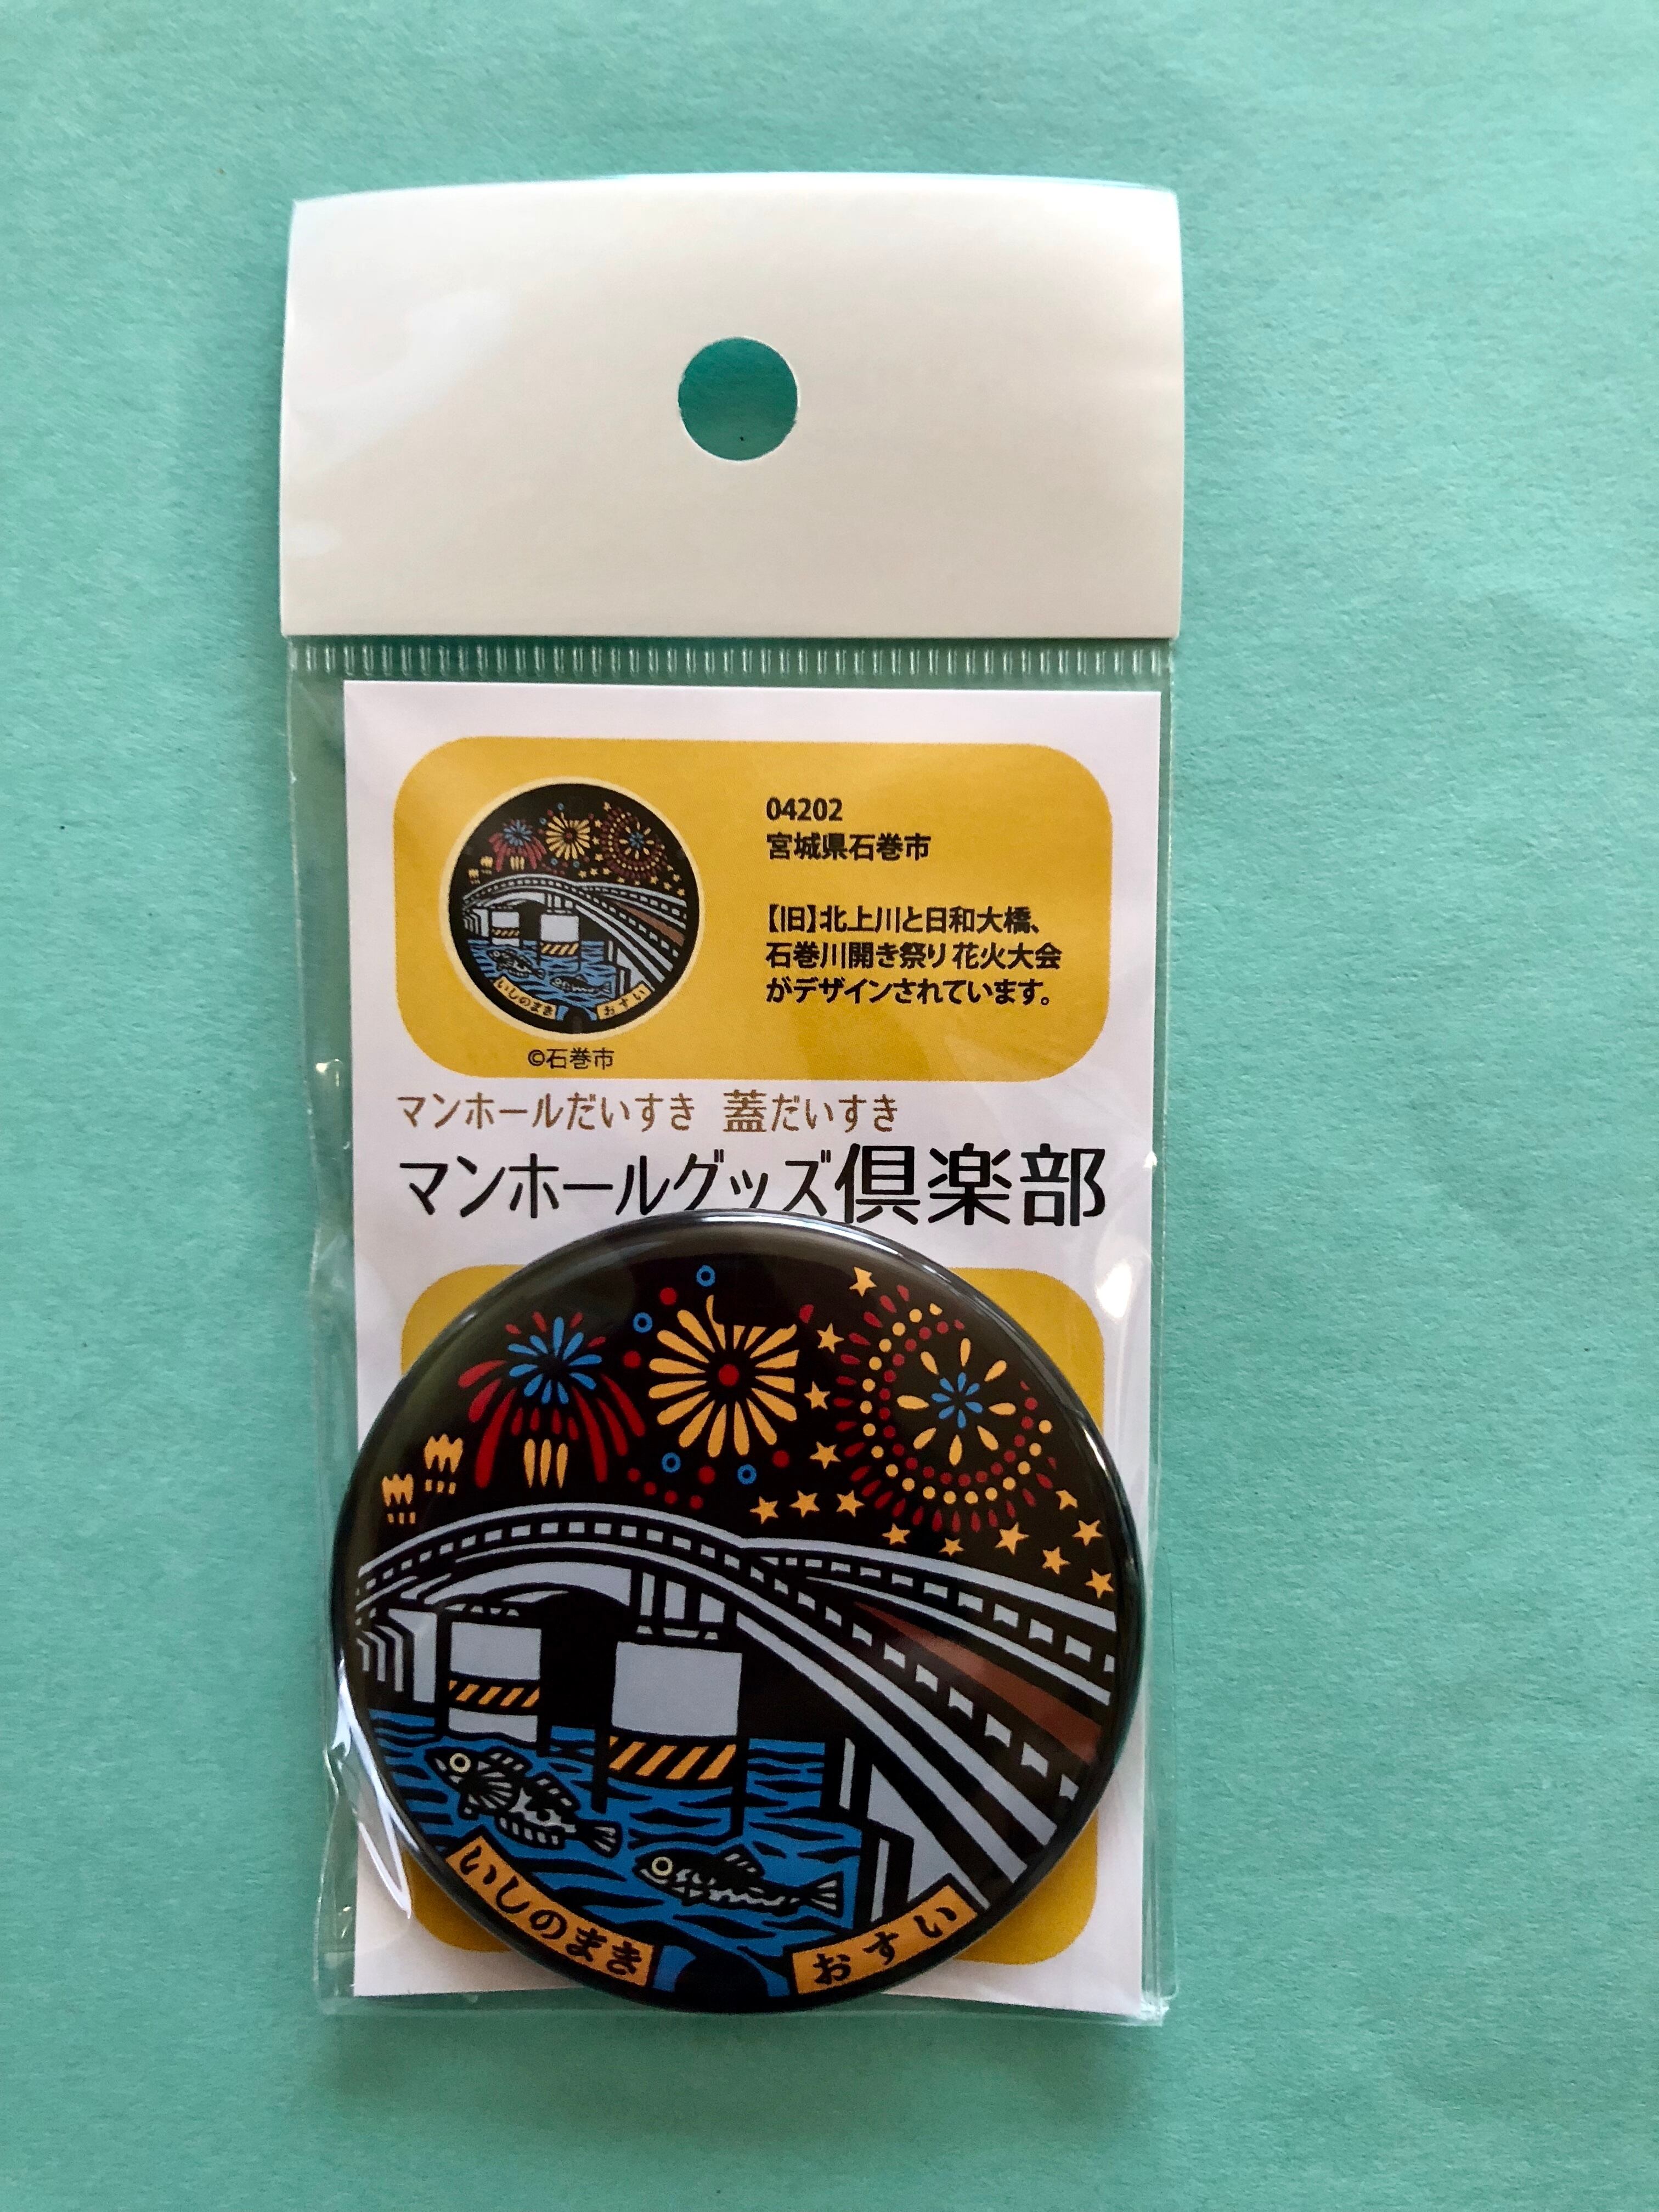 04202
宮城県石巻市
【旧】北上川と日和大橋、
石巻川開き祭り 花火大会
がデザインされています。
いしのまき おすい
©石巻市
マンホールだいすき 蓋だいすき
マンホールグッズ倶楽部
いしのまき おすい